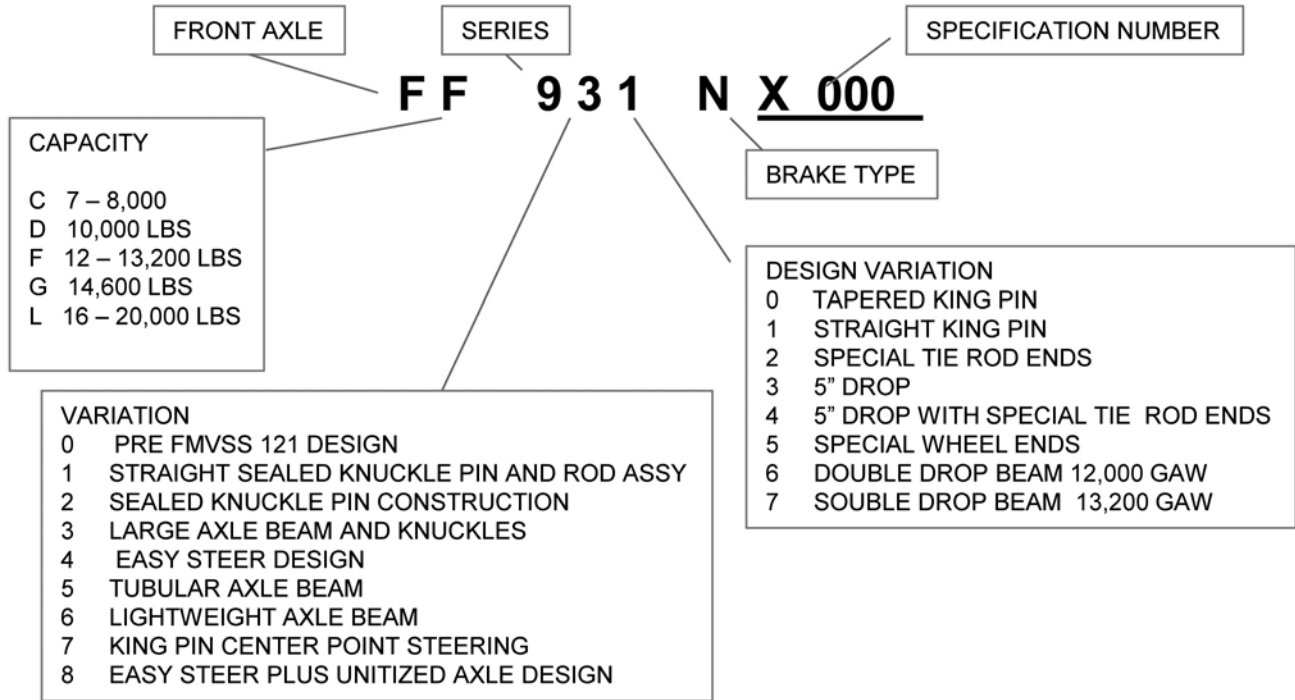 FRONT AXLE
SERIES
SPECIFICATION NUMBER
F F 9 3 1 N X 000
CAPACITY
C 7 – 8,000
D 10,000 LBS
F 12 – 13,200 LBS
G 14,600 LBS
L 16 – 20,000 LBS
BRAKE TYPE
DESIGN VARIATION
0 TAPERED KING PIN
1 STRAIGHT KING PIN
2 SPECIAL TIE ROD ENDS
3 5” DROP
4 5” DROP WITH SPECIAL TIE ROD ENDS
5 SPECIAL WHEEL ENDS
6 DOUBLE DROP BEAM 12,000 GAW
7 SOUBLE DROP BEAM 13,200 GAW
VARIATION
0 PRE FMVSS 121 DESIGN
1 STRAIGHT SEALED KNUCKLE PIN AND ROD ASSY
2 SEALED KNUCKLE PIN CONSTRUCTION
3 LARGE AXLE BEAM AND KNUCKLES
4 EASY STEER DESIGN
5 TUBULAR AXLE BEAM
6 LIGHTWEIGHT AXLE BEAM
7 KING PIN CENTER POINT STEERING
8 EASY STEER PLUS UNITIZED AXLE DESIGN